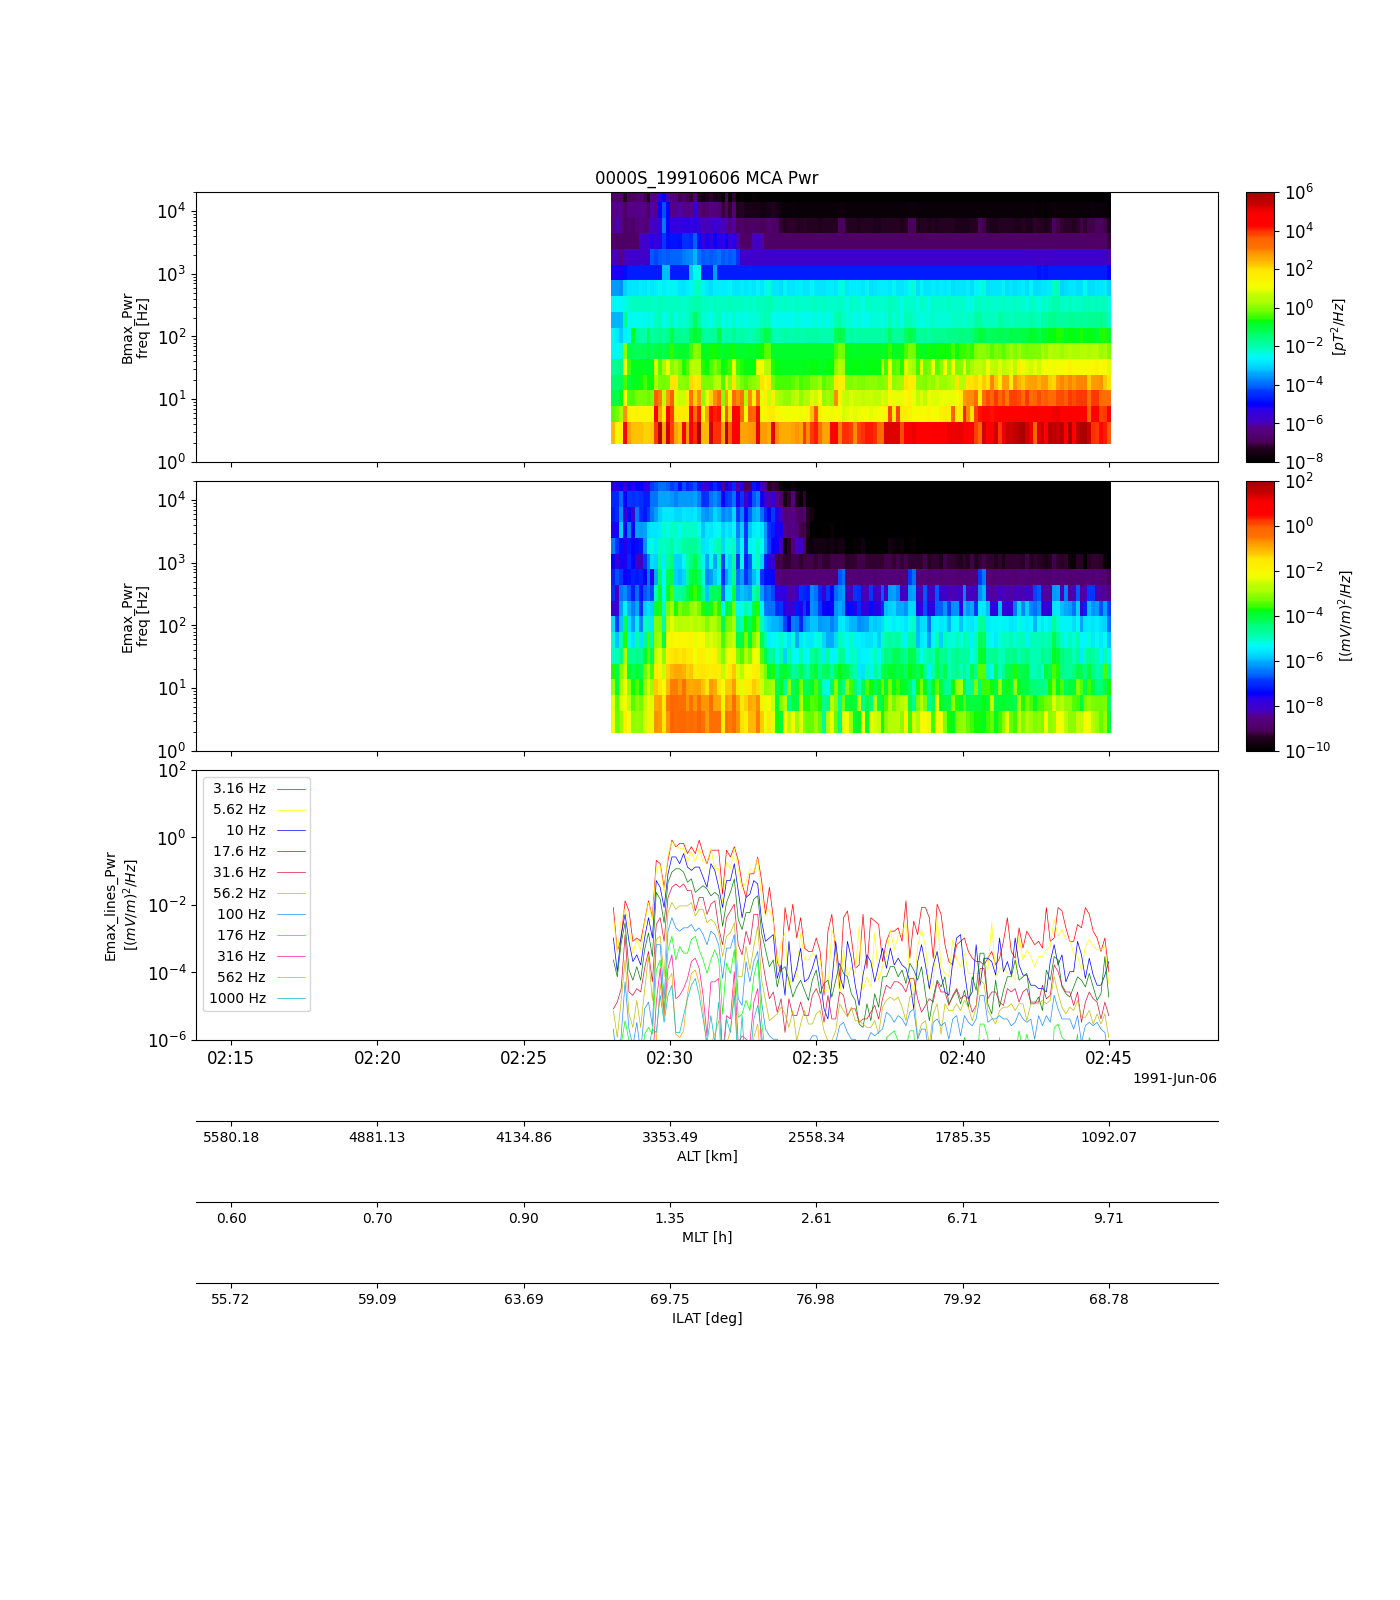 0000S_19910606 MCA Pwr
10^4
10^3
10^2
10^1
10^0
Bmax_Pwr
freq [Hz]
10^6
10^4
10^2
10^0
10^-2
10^-4
10^-6
10^-8
[pT^2/Hz]
10^4
10^3
10^2
10^1
10^0
Emax_Pwr
freq [Hz]
10^2
10^0
10^-2
10^-4
10^-6
10^-8
10^-10
[(mV/m)^2/Hz]
10^2
10^0
10^-2
10^-4
10^-6
Emax_lines_Pwr
[(mV/m)^2/Hz]
3.16 Hz
5.62 Hz
10 Hz
17.6 Hz
31.6 Hz
56.2 Hz
100 Hz
176 Hz
316 Hz
562 Hz
1000 Hz
02:15 02:20 02:25 02:30 02:35 02:40 02:45
1991-Jun-06
5580.18 4881.13 4134.86 3353.49 2558.34 1785.35 1092.07
ALT [km]
0.60 0.70 0.90 1.35 2.61 6.71 9.71
MLT [h]
55.72 59.09 63.69 69.75 76.98 79.92 68.78
ILAT [deg]